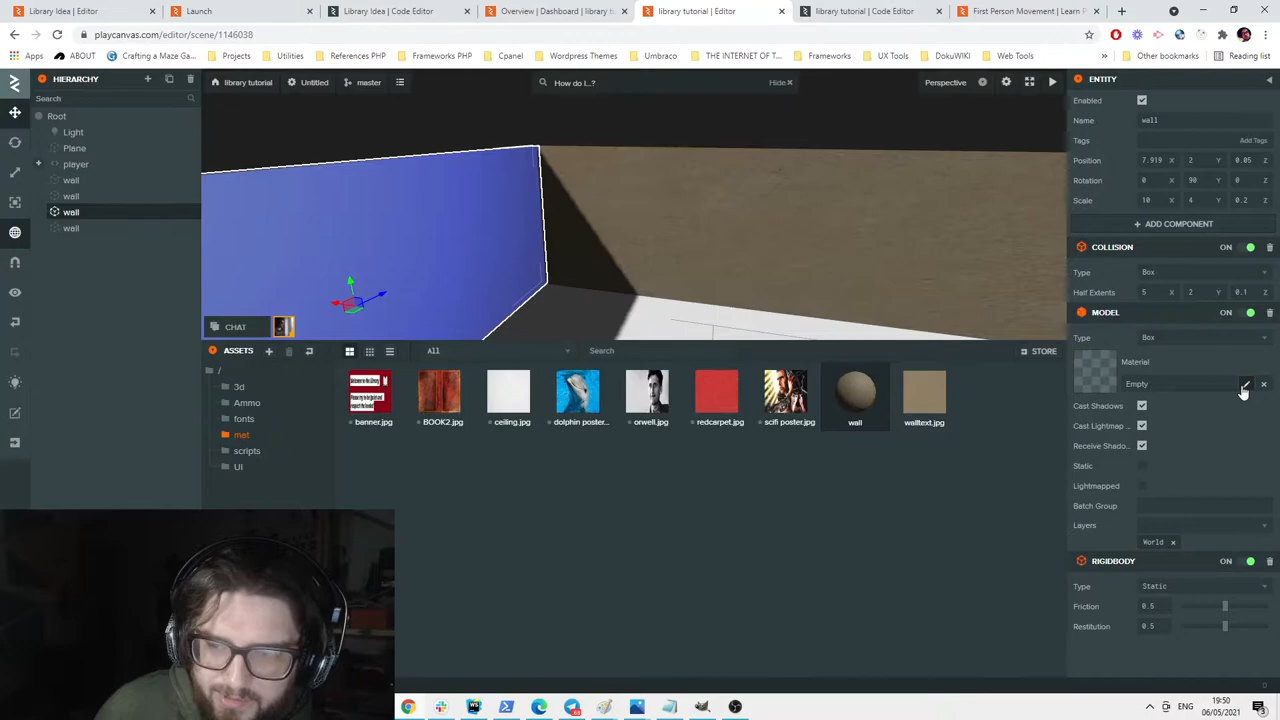 Library Idea | Editor
Launch
Library Idea | Code Editor
Overview | Dashboard | library tu
library tutorial | Editor
library tutorial | Code Editor
First Person Movement | Learn P
playcanvas.com/editor/scene/1146038
Apps
ABOUT
Crafting a Maze Ga...
Projects
Utilities
References PHP
Frameworks PHP
Cpanel
Wordpress Themes
Umbraco
THE INTERNET OF T...
Frameworks
UX Tools
DokuWIKI
Web Tools
Other bookmarks
Reading list
HIERARCHY
library tutorial
Untitled
master
How do I...?
Hide
Perspective
ENTITY
Search
Enabled
Root
Name
wall
Light
Tags
Add Tags
Plane
Position
7.919 X
2 Y
0.05 Z
player
Rotation
0 X
90 Y
0 Z
wall
Scale
10 X
4 Y
0.2 Z
wall
ADD COMPONENT
wall
COLLISION
ON
wall
Type
Box
Half Extents
5 X
2 Y
0.1 Z
MODEL
ON
CHAT
Type
Box
ASSETS
All
Search
STORE
Material
Empty
/
3d
Ammo
fonts
mat
scripts
UI
Welcome to the Library
banner.jpg
BOOK2.jpg
ceiling.jpg
dolphin poster...
orwell.jpg
redcarpet.jpg
scifi poster.jpg
wall
walltext.jpg
Cast Shadows
Cast Lightmap ...
Receive Shado...
Static
Lightmapped
Batch Group
Layers
World
RIGIDBODY
ON
Type
Static
Friction
0.5
Restitution
0.5
0
ENG
19:50
06/05/2021